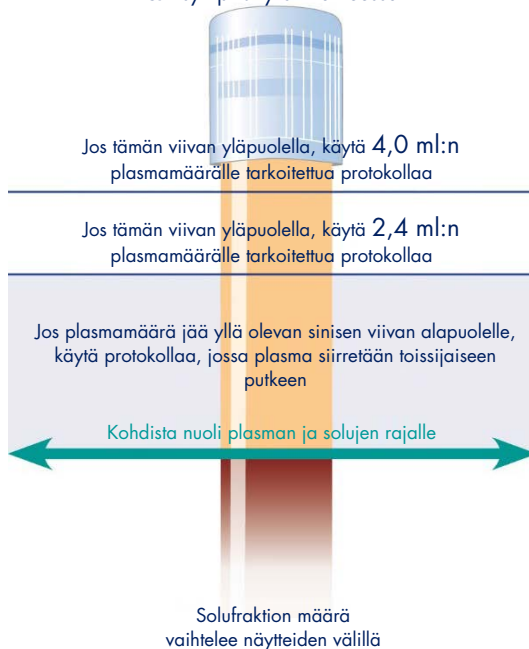 Jos tämän viivan yläpuolella, käytä 4,0 ml:n
plasmamäärälle tarkoitettua protokollaa
Jos tämän viivan yläpuolella, käytä 2,4 ml:n
plasmamäärälle tarkoitettua protokollaa
Jos plasmamäärä jää yllä olevan sinisen viivan alapuolelle,
käytä protokollaa, jossa plasma siirretään toissijaiseen
putkeen
Kohdista nuoli plasman ja solujen rajalle
Solufraktion määrä
vaihtelee näytteiden välillä